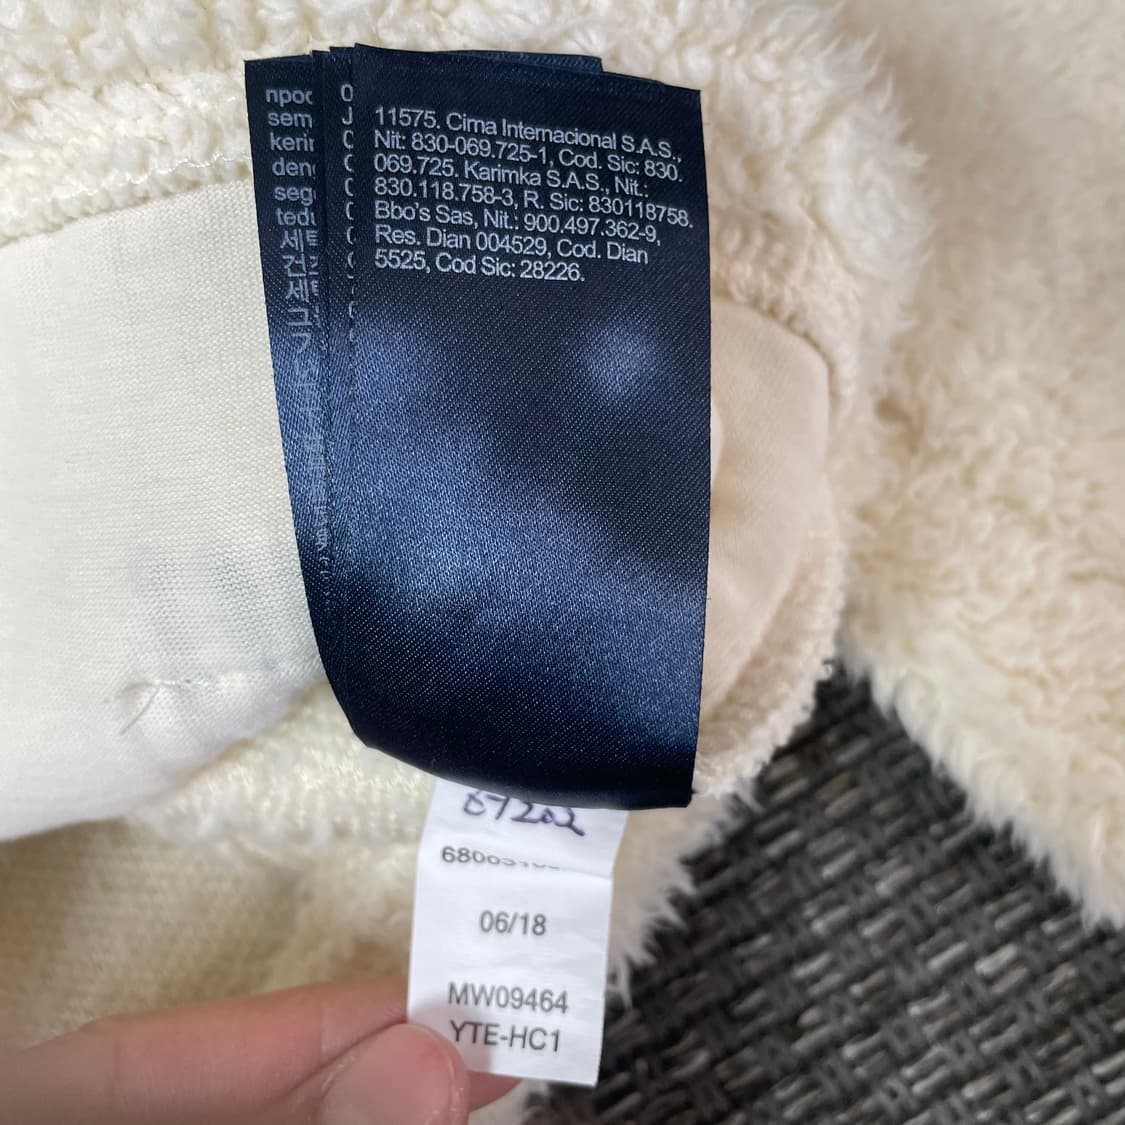 11575. Cima Internacional S.A.S.,
Nit: 830-069.725-1, Cod. Sic: 830.
069.725. Karimka S.A.S., Nit.:
830.118.758-3, R. Sic: 830118758.
Bbo's Sas, Nit.: 900.497.362-9,
Res. Dian 004529, Cod. Dian
5525, Cod Sic: 28226.
06/18
MW09464
YTE-HC1